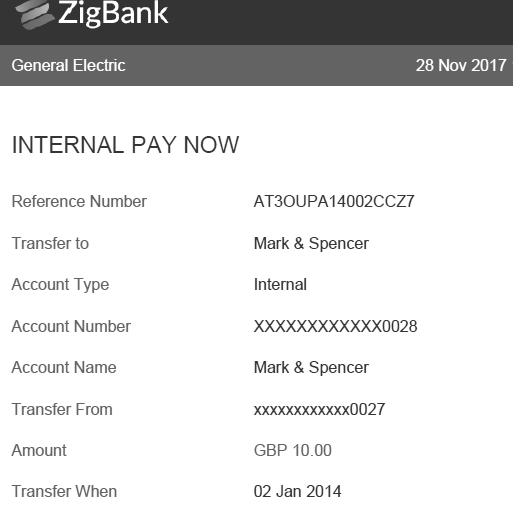 ZigBank
General Electric 28 Nov 2017
INTERNAL PAY NOW
Reference Number AT3OUPA14002CCZ7
Transfer to Mark & Spencer
Account Type Internal
Account Number XXXXXXXXXXXX0028
Account Name Mark & Spencer
Transfer From xxxxxxxxxxxx0027
Amount GBP 10.00
Transfer When 02 Jan 2014